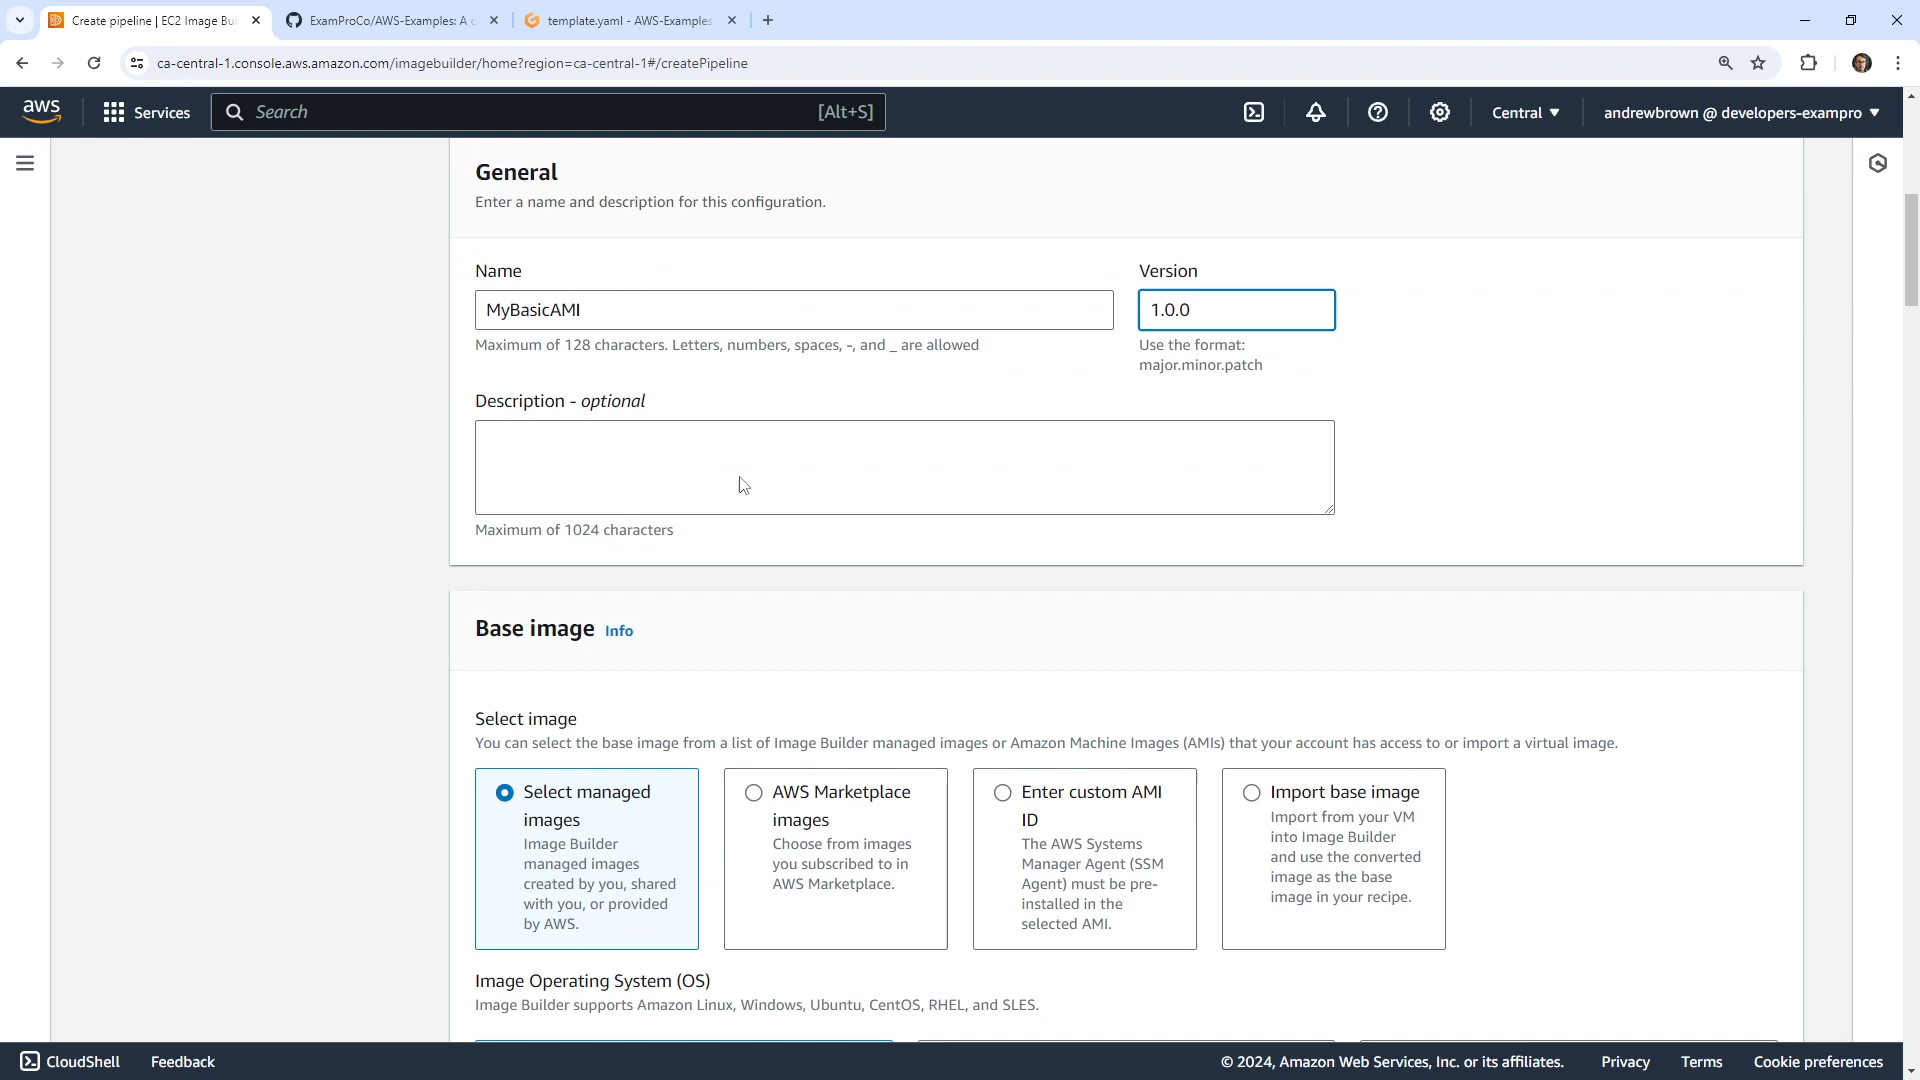 Create pipeline | EC2 Image Bui
ExamProCo/AWS-Examples: A c
template.yaml - AWS-Examples
ca-central-1.console.aws.amazon.com/imagebuilder/home?region=ca-central-1#/createPipeline
aws
Services
Search
[Alt+S]
Central
andrewbrown @ developers-exampro
General
Enter a name and description for this configuration.
Name
Version
MyBasicAMI
1.0.0
Maximum of 128 characters. Letters, numbers, spaces, -, and _ are allowed
Use the format:
major.minor.patch
Description - optional
Maximum of 1024 characters
Base image Info
Select image
You can select the base image from a list of Image Builder managed images or Amazon Machine Images (AMIs) that your account has access to or import a virtual image.
Select managed
images
Image Builder
managed images
created by you, shared
with you, or provided
by AWS.
AWS Marketplace
images
Choose from images
you subscribed to in
AWS Marketplace.
Enter custom AMI
ID
The AWS Systems
Manager Agent (SSM
Agent) must be pre-
installed in the
selected AMI.
Import base image
Import from your VM
into Image Builder
and use the converted
image as the base
image in your recipe.
Image Operating System (OS)
Image Builder supports Amazon Linux, Windows, Ubuntu, CentOS, RHEL, and SLES.
CloudShell
Feedback
© 2024, Amazon Web Services, Inc. or its affiliates.
Privacy
Terms
Cookie preferences